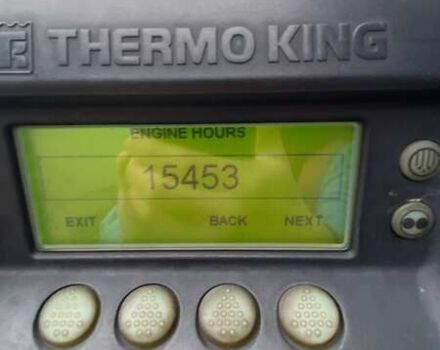 THERMO KING
ENGINE HOURS
15453
EXIT BACK NEXT